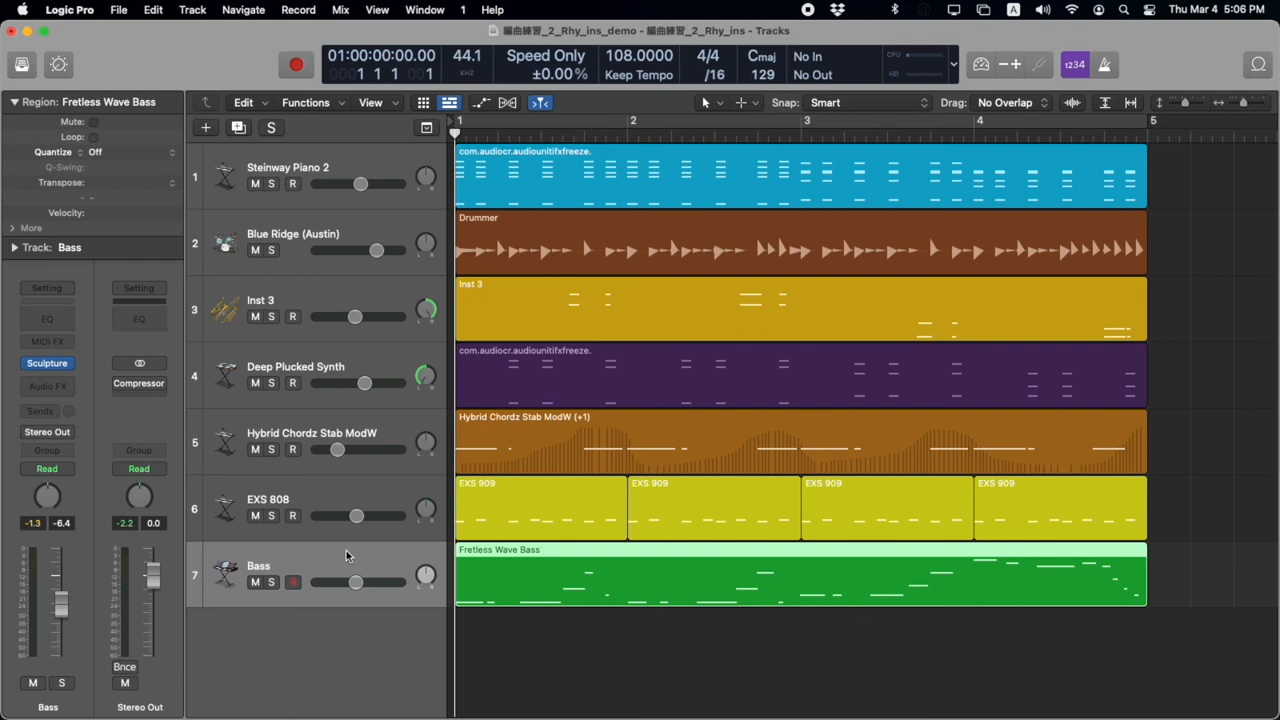 Logic Pro File Edit Track Navigate Record Mix View Window 1 Help A Thu Mar 4 5:06 PM
編曲練習_2_Rhy_ins_demo - 編曲練習_2_Rhy_ins - Tracks
01:00:00:00.00 44.1 Speed Only 108.0000 4/4 Cmaj No In CPU
0001 1 1 001 KHZ ±0.00% Keep Tempo /16 129 No Out HD
1234
Region: Fretless Wave Bass
Edit Functions View Snap: Smart Drag: No Overlap
Mute:
Loop:
Quantize Off
Q-Swing:
Transpose:
Velocity:
More
Track: Bass
S
1 2 3 4 5
1 Steinway Piano 2
M S R
com.audiocr.audiounitifxfreeze.
2 Blue Ridge (Austin)
M S
Drummer
3 Inst 3
M S R
Inst 3
4 Deep Plucked Synth
M S R
com.audiocr.audiounitifxfreeze.
5 Hybrid Chordz Stab ModW
M S R
Hybrid Chordz Stab ModW (+1)
6 EXS 808
M S R
EXS 909 EXS 909 EXS 909 EXS 909
7 Bass
M S R
Fretless Wave Bass
Setting Setting
EQ EQ
MIDI FX
Sculpture
Audio FX Compressor
Sends
Stereo Out
Group Group
Read Read
-1.3 -6.4 -2.2 0.0
Bnce
M S M
Bass Stereo Out